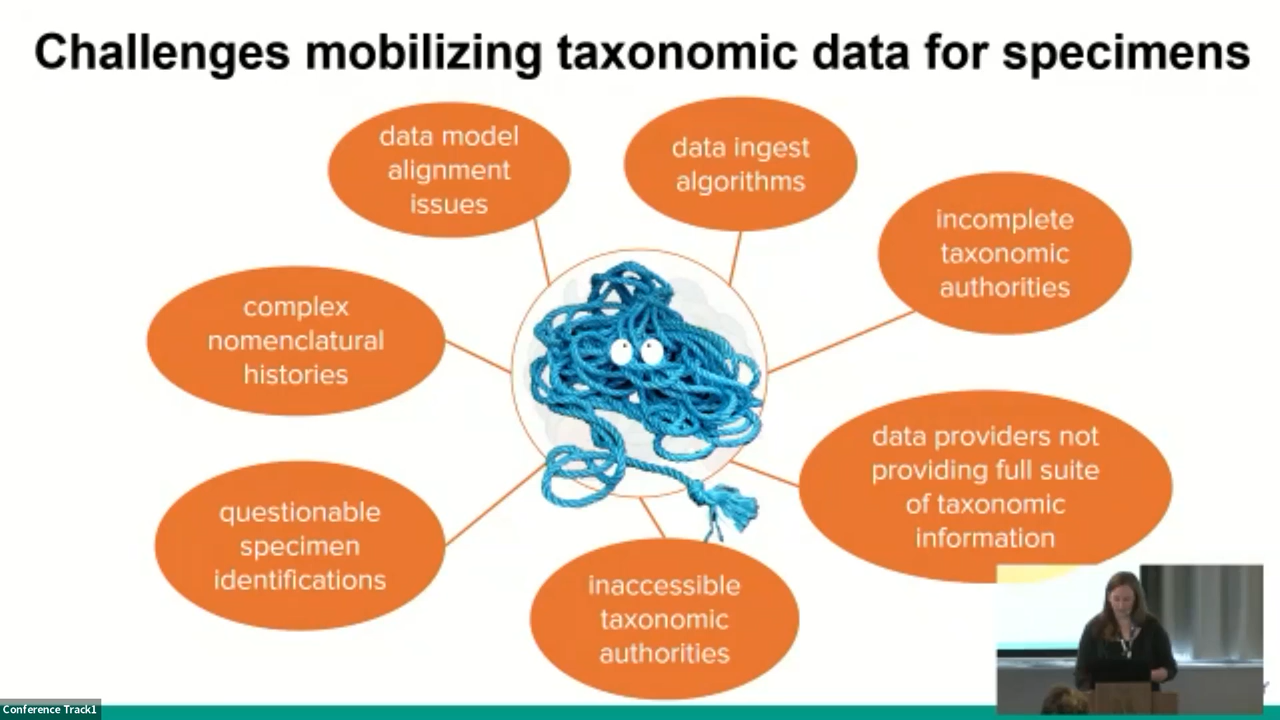 Challenges mobilizing taxonomic data for specimens
data model
alignment
issues
data ingest
algorithms
incomplete
taxonomic
authorities
complex
nomenclatural
histories
data providers not
providing full suite
of taxonomic
information
questionable
specimen
identifications
inaccessible
taxonomic
authorities
Conference Track1